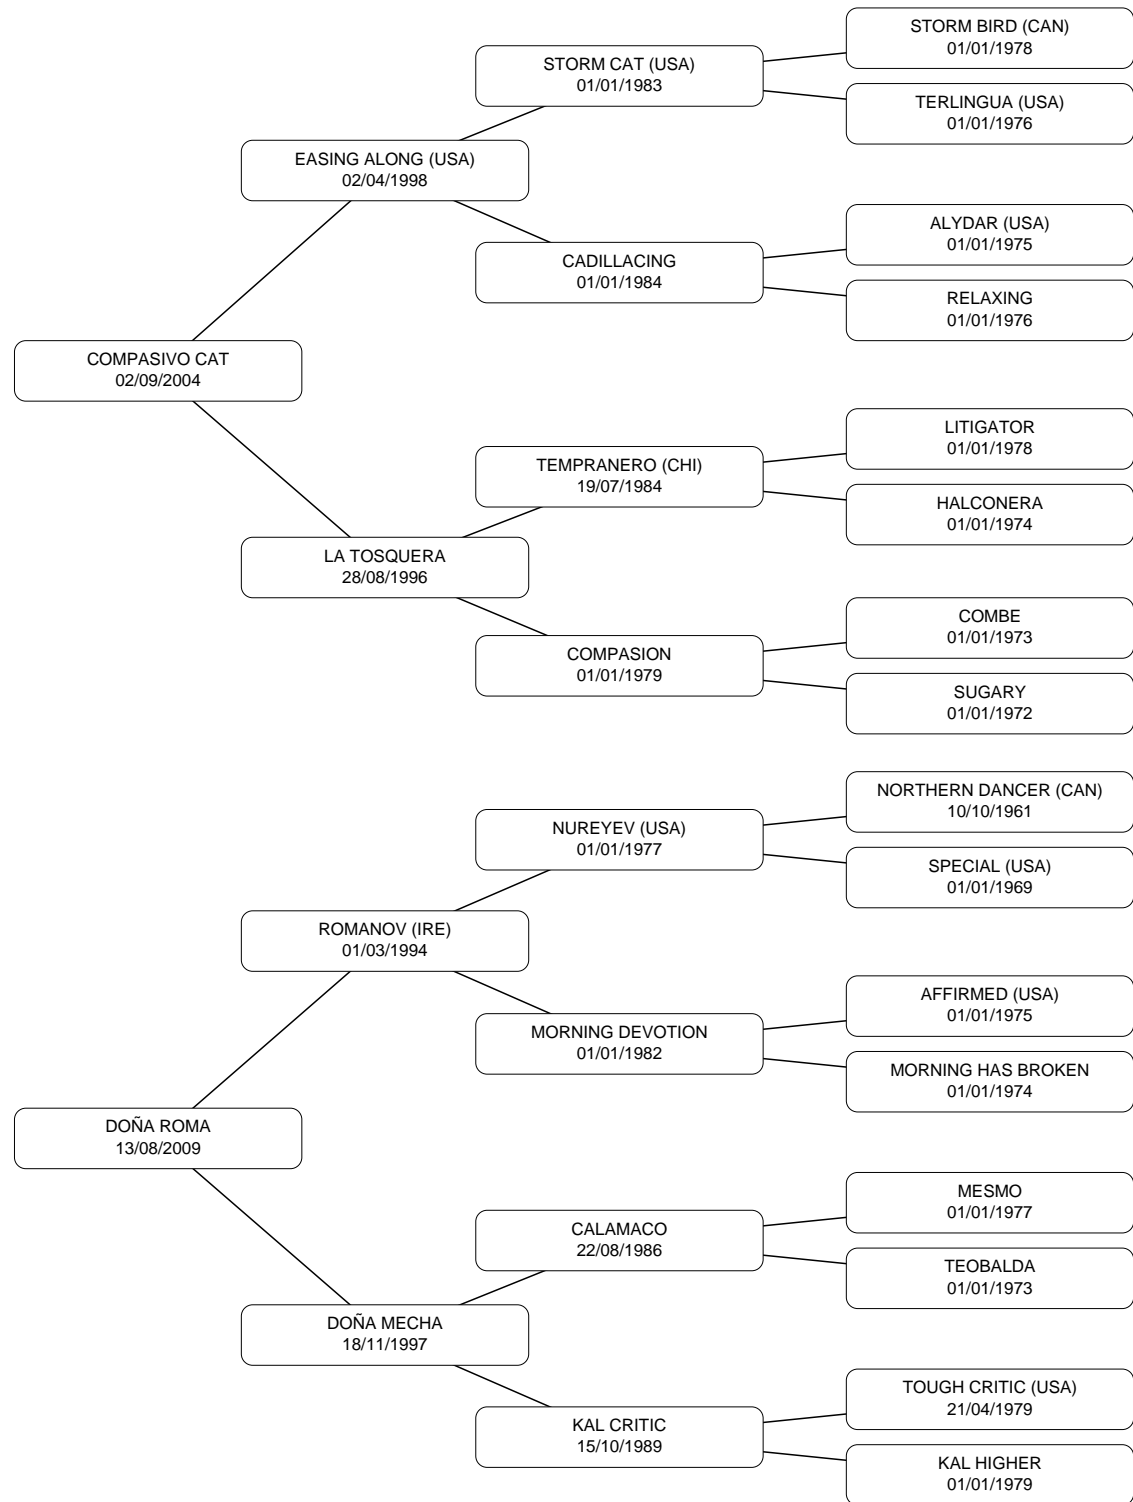 STORM BIRD (CAN)
01/01/1978
STORM CAT (USA)
01/01/1983
TERLINGUA (USA)
01/01/1976
EASING ALONG (USA)
02/04/1998
ALYDAR (USA)
01/01/1975
CADILLACING
01/01/1984
RELAXING
01/01/1976
COMPASIVO CAT
02/09/2004
LITIGATOR
01/01/1978
TEMPRANERO (CHI)
19/07/1984
HALCONERA
01/01/1974
LA TOSQUERA
28/08/1996
COMBE
01/01/1973
COMPASION
01/01/1979
SUGARY
01/01/1972
NORTHERN DANCER (CAN)
10/10/1961
NUREYEV (USA)
01/01/1977
SPECIAL (USA)
01/01/1969
ROMANOV (IRE)
01/03/1994
AFFIRMED (USA)
01/01/1975
MORNING DEVOTION
01/01/1982
MORNING HAS BROKEN
01/01/1974
DOÑA ROMA
13/08/2009
MESMO
01/01/1977
CALAMACO
22/08/1986
TEOBALDA
01/01/1973
DOÑA MECHA
18/11/1997
TOUGH CRITIC (USA)
21/04/1979
KAL CRITIC
15/10/1989
KAL HIGHER
01/01/1979